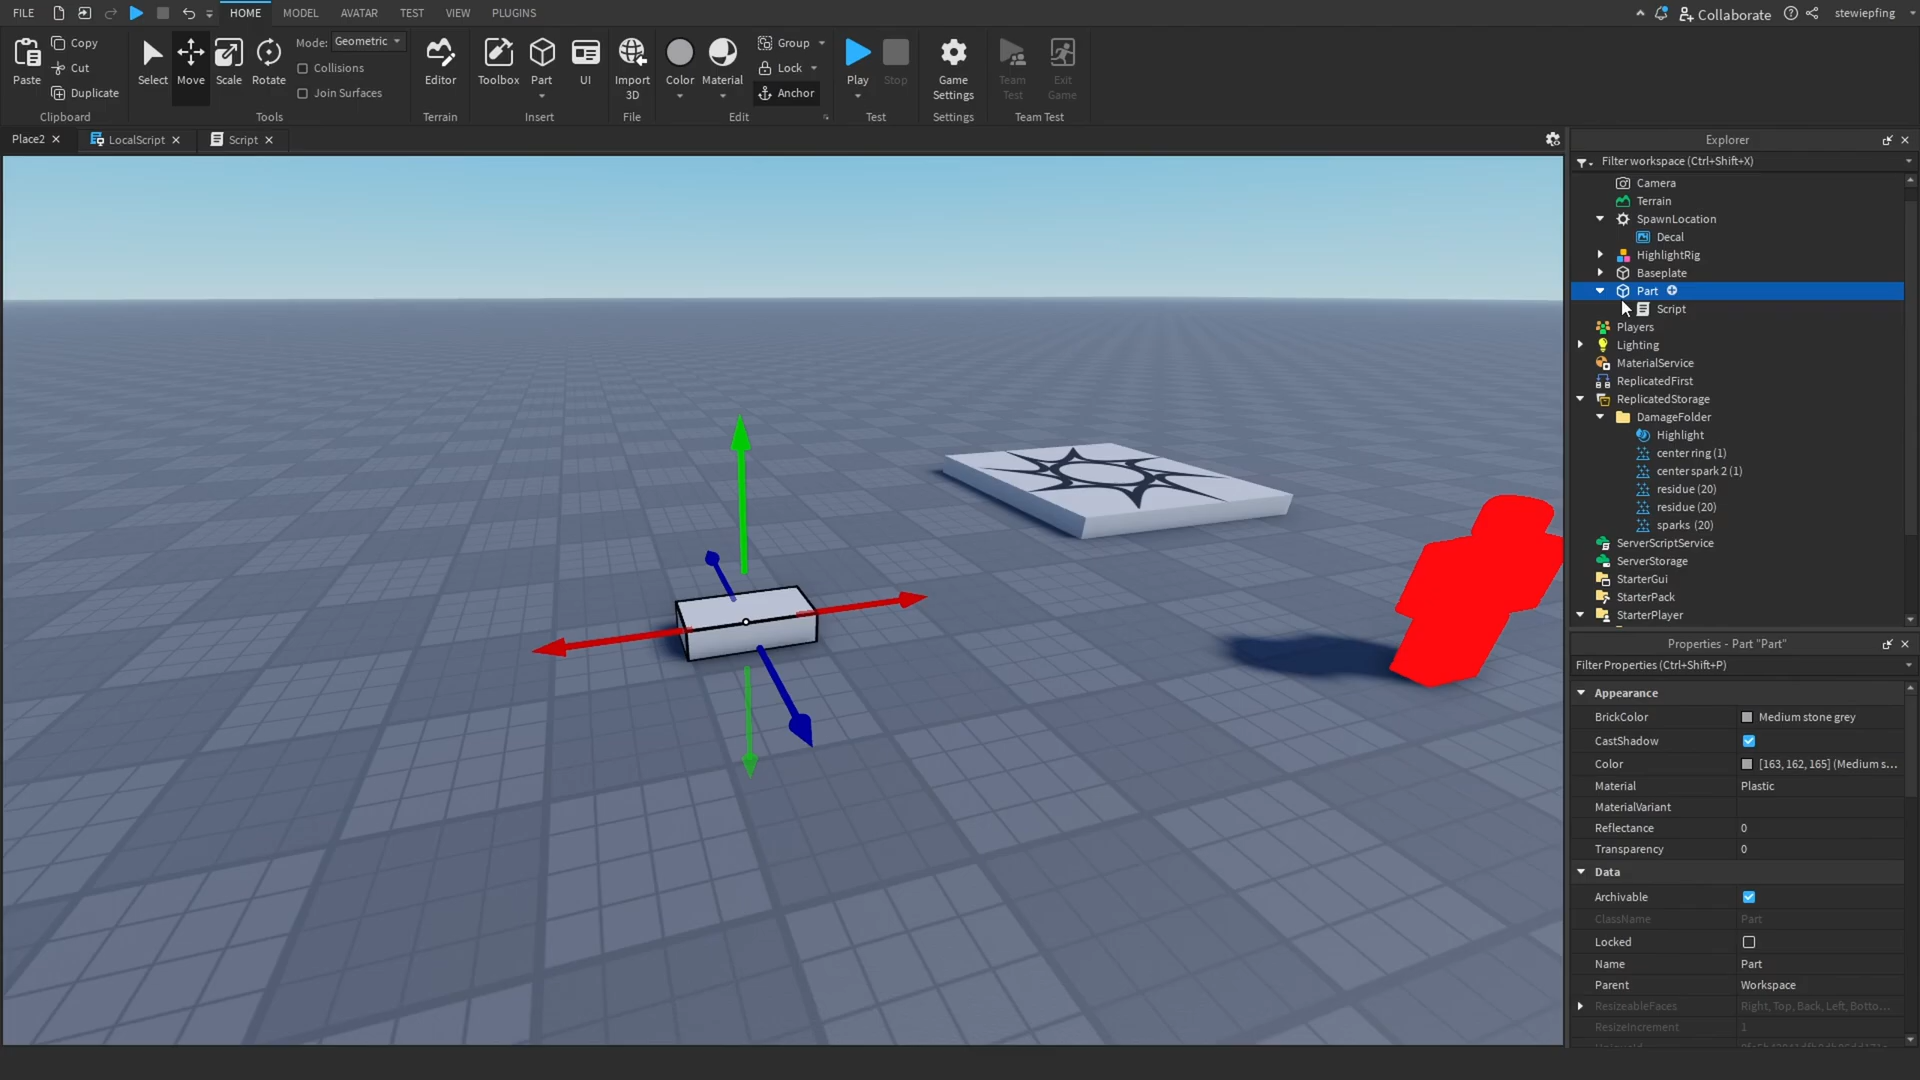 FILE HOME MODEL AVATAR TEST VIEW PLUGINS Collaborate stewiepfing
Paste Copy Cut Duplicate Clipboard
Select Move Scale Rotate Mode: Geometric Collisions Join Surfaces Tools
Editor Terrain
Toolbox Part UI Insert
Import 3D File
Color Material Group Lock Anchor Edit
Play Stop Test
Game Settings Settings
Team Test Exit Game Team Test
Place2 LocalScript Script
Explorer
Filter workspace (Ctrl+Shift+X)
Camera
Terrain
SpawnLocation
Decal
HighlightRig
Baseplate
Part
Script
Players
Lighting
MaterialService
ReplicatedFirst
ReplicatedStorage
DamageFolder
Highlight
center ring (1)
center spark 2 (1)
residue (20)
residue (20)
sparks (20)
ServerScriptService
ServerStorage
StarterGui
StarterPack
StarterPlayer
Properties - Part "Part"
Filter Properties (Ctrl+Shift+P)
Appearance
BrickColor Medium stone grey
CastShadow
Color [163, 162, 165] (Medium s...
Material Plastic
MaterialVariant
Reflectance 0
Transparency 0
Data
Archivable
ClassName Part
Locked
Name Part
Parent Workspace
ResizeableFaces Right, Top, Back, Left, Botto...
ResizeIncrement 1